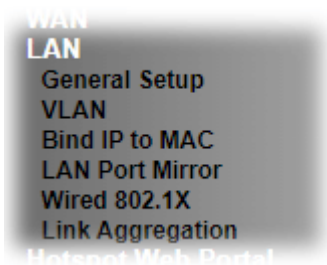 WAN
LAN
General Setup
VLAN
Bind IP to MAC
LAN Port Mirror
Wired 802.1X
Link Aggregation
Hotspot Web Portal